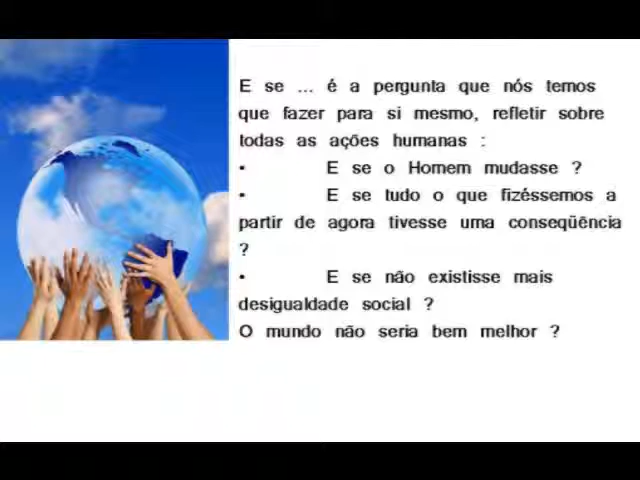 E se ... é a pergunta que nós temos
que fazer para si mesmo, refletir sobre
todas as ações humanas :
• E se o Homem mudasse ?
• E se tudo o que fizéssemos a
partir de agora tivesse uma conseqüência
?
• E se não existisse mais
desigualdade social ?
O mundo não seria bem melhor ?